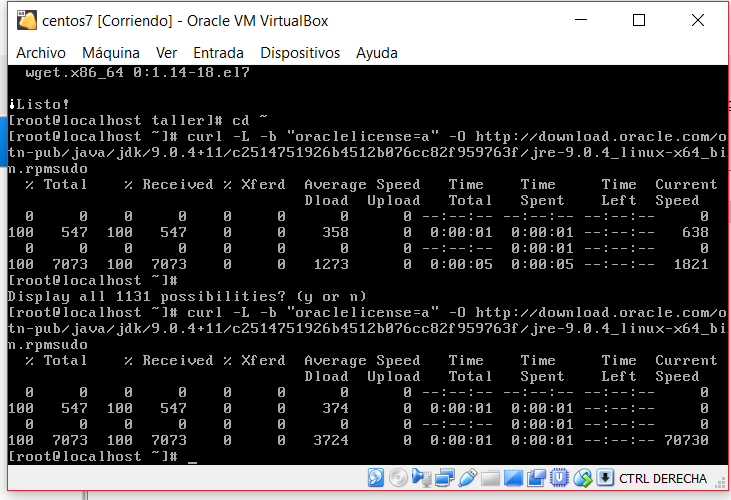 centos7 [Corriendo] - Oracle VM VirtualBox
Archivo Máquina Ver Entrada Dispositivos Ayuda
wget.x86_64 0:1.14-18.el7
¡Listo!
[root@localhost taller]# cd ~
[root@localhost ~]# curl -L -b "oraclelicense=a" -O http://download.oracle.com/o
tn-pub/java/jdk/9.0.4+11/c2514751926b4512b076cc82f959763f/jre-9.0.4_linux-x64_bi
n.rpmsudo
% Total % Received % Xferd Average Speed Time Time Time Current
Dload Upload Total Spent Left Speed
0 0 0 0 0 0 0 0 --:--:-- --:--:-- --:--:-- 0
100 547 100 547 0 0 358 0 0:00:01 0:00:01 --:--:-- 638
0 0 0 0 0 0 0 0 --:--:-- 0:00:01 --:--:-- 0
100 7073 100 7073 0 0 1273 0 0:00:05 0:00:05 --:--:-- 1821
[root@localhost ~]#
Display all 1131 possibilities? (y or n)
[root@localhost ~]# curl -L -b "oraclelicense=a" -O http://download.oracle.com/o
tn-pub/java/jdk/9.0.4+11/c2514751926b4512b076cc82f959763f/jre-9.0.4_linux-x64_bi
n.rpmsudo
% Total % Received % Xferd Average Speed Time Time Time Current
Dload Upload Total Spent Left Speed
0 0 0 0 0 0 0 0 --:--:-- --:--:-- --:--:-- 0
100 547 100 547 0 0 374 0 0:00:01 0:00:01 --:--:-- 374
0 0 0 0 0 0 0 0 --:--:-- 0:00:01 --:--:-- 0
100 7073 100 7073 0 0 3724 0 0:00:01 0:00:01 --:--:-- 70730
[root@localhost ~]# _
CTRL DERECHA